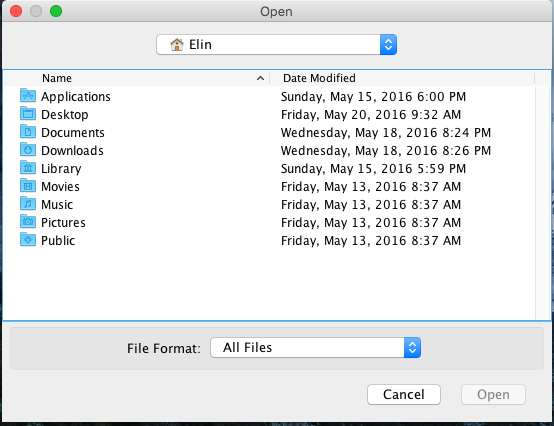 Open
Elin
Name Date Modified
Applications Sunday, May 15, 2016 6:00 PM
Desktop Friday, May 20, 2016 9:32 AM
Documents Wednesday, May 18, 2016 8:24 PM
Downloads Wednesday, May 18, 2016 8:26 PM
Library Sunday, May 15, 2016 5:59 PM
Movies Friday, May 13, 2016 8:37 AM
Music Friday, May 13, 2016 8:37 AM
Pictures Friday, May 13, 2016 8:37 AM
Public Friday, May 13, 2016 8:37 AM
File Format: All Files
Cancel Open